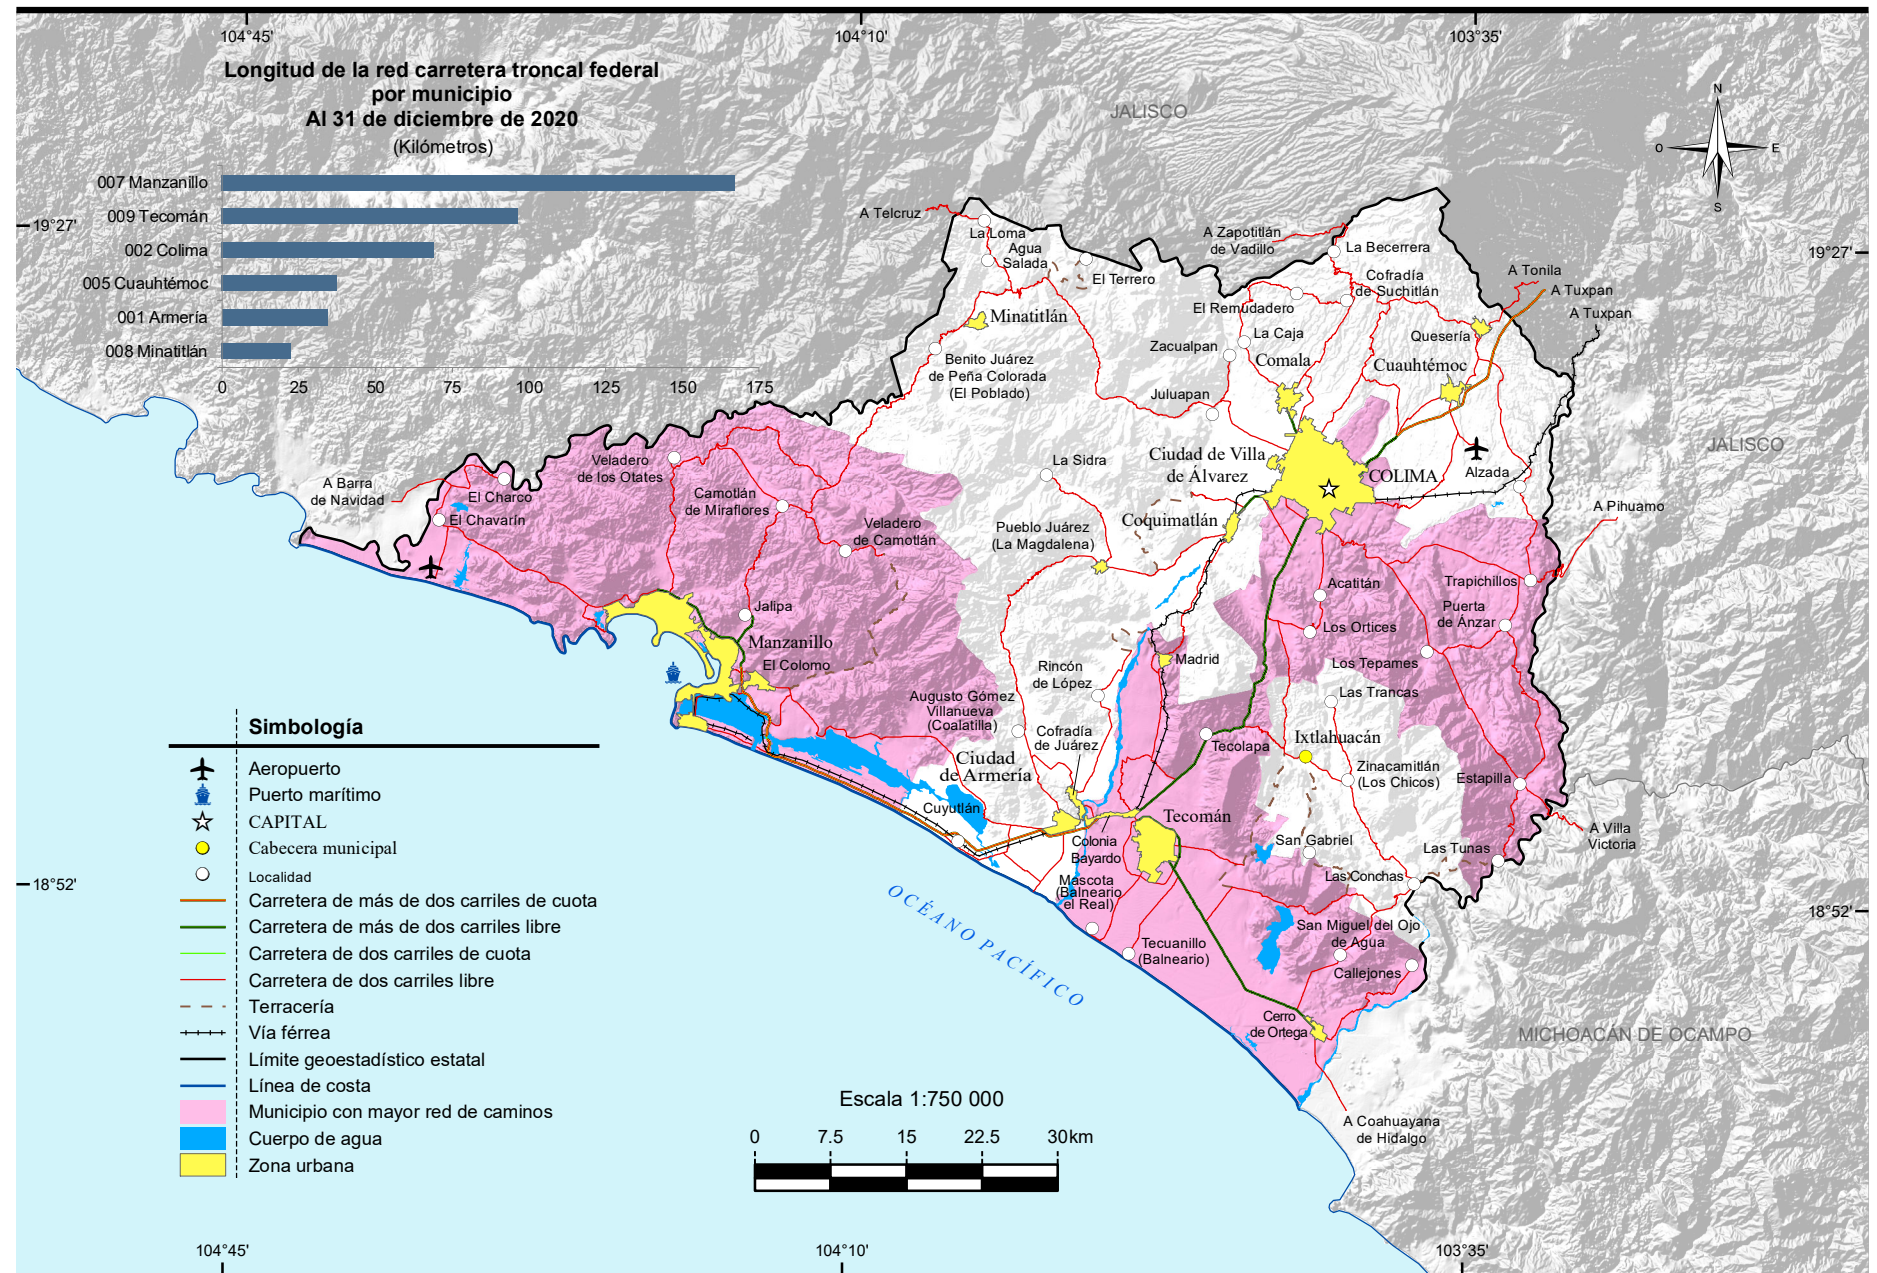 104°45'
104°10'
103°35'
Longitud de la red carretera troncal federal
por municipio
Al 31 de diciembre de 2020
(Kilómetros)
007 Manzanillo
009 Tecomán
002 Colima
005 Cuauhtémoc
001 Armería
008 Minatitlán
0
25
50
75
100
125
150
175
19°27'
19°27'
18°52'
18°52'
JALISCO
JALISCO
MICHOACÁN DE OCAMPO
N
O
E
S
A Telcruz
La Loma
Agua
Salada
El Terrero
Minatitlán
Benito Juárez
de Peña Colorada
(El Poblado)
A Zapotitlán
de Vadillo
La Becerrera
Cofradía
de Suchitlán
El Remudadero
La Caja
Zacualpan
Comala
Juluapan
A Tonila
A Tuxpan
A Tuxpan
Quesería
Cuauhtémoc
Ciudad de Villa
de Álvarez
COLIMA
Alzada
A Pihuamo
La Sidra
Coquimatlán
Pueblo Juárez
(La Magdalena)
Veladero
de los Otates
A Barra
de Navidad
El Charco
El Chavarín
Camotlán
de Miraflores
Veladero
de Camotlán
Jalipa
Manzanillo
El Colomo
Acatitán
Trapichillos
Puerta
de Ánzar
Los Ortices
Los Tepames
Madrid
Rincón
de López
Las Trancas
Augusto Gómez
Villanueva
(Coalatilla)
Cofradía
de Juárez
Tecolapa
Ixtlahuacán
Zinacamitlán
(Los Chicos)
Estapilla
Ciudad
de Armería
Cuyutlán
Tecomán
Colonia
Bayardo
San Gabriel
Las Tunas
A Villa
Victoria
Las Conchas
Mascota
(Balneario
el Real)
Tecuanillo
(Balneario)
San Miguel del Ojo
de Agua
Callejones
Cerro
de Ortega
A Coahuayana
de Hidalgo
OCÉANO PACÍFICO
Simbología
Aeropuerto
Puerto marítimo
CAPITAL
Cabecera municipal
Localidad
Carretera de más de dos carriles de cuota
Carretera de más de dos carriles libre
Carretera de dos carriles de cuota
Carretera de dos carriles libre
Terracería
Vía férrea
Límite geoestadístico estatal
Línea de costa
Municipio con mayor red de caminos
Cuerpo de agua
Zona urbana
Escala 1:750 000
0
7.5
15
22.5
30km
104°45'
104°10'
103°35'